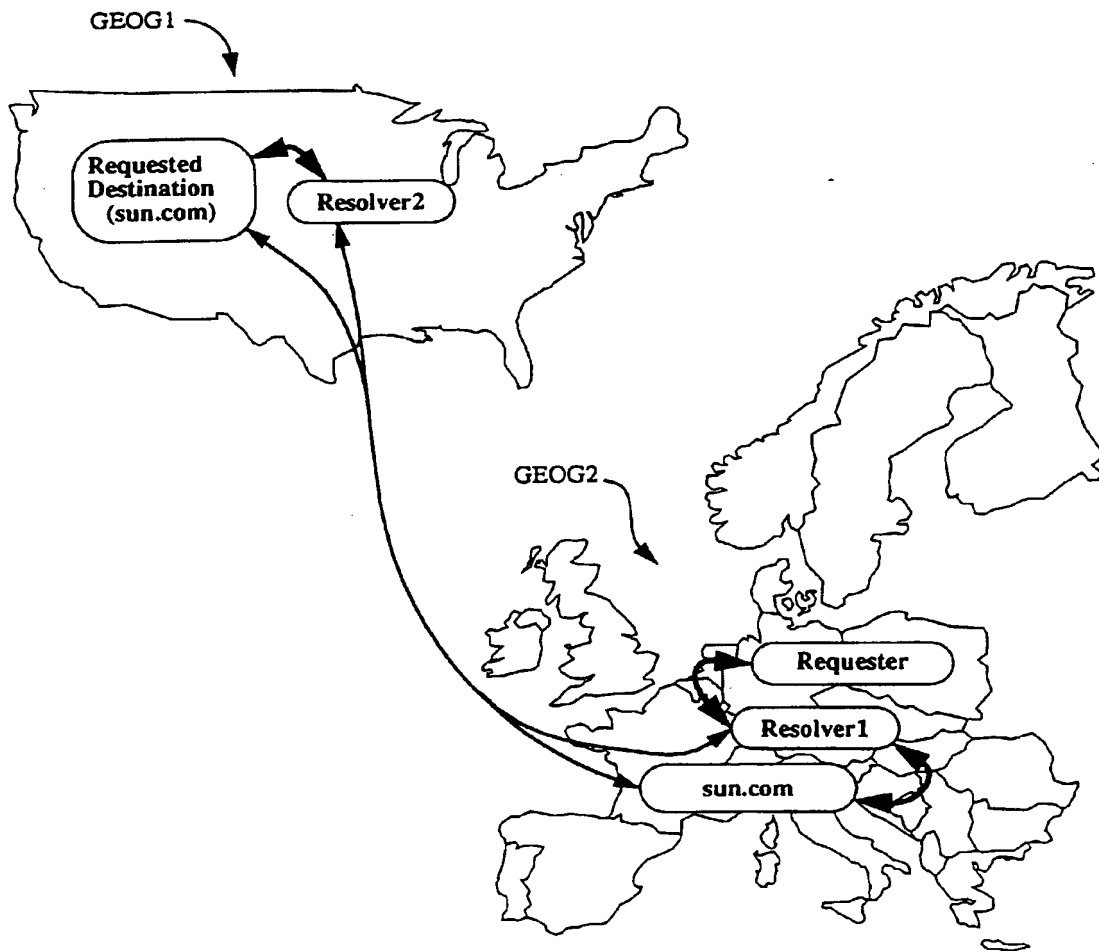 GEOG1
Requested
Destination
(sun.com)
Resolver2
GEOG2
Requester
Resolver1
sun.com